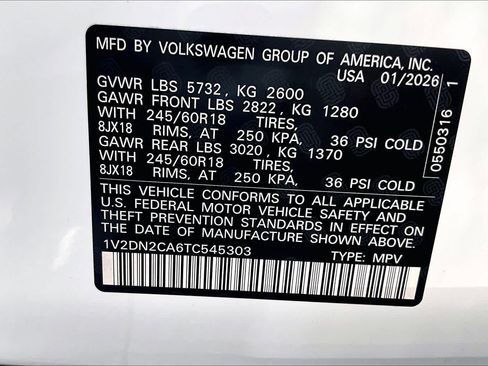 MFD BY VOLKSWAGEN GROUP OF AMERICA, INC.
USA 01/2026
GVWR LBS 5732, KG 2600
GAWR FRONT LBS 2822, KG 1280
WITH 245/60R18 TIRES,
8JX18 RIMS, AT 250 KPA, 36 PSI COLD
GAWR REAR LBS 3020, KG 1370
WITH 245/60R18 TIRES,
8JX18 RIMS, AT 250 KPA, 36 PSI COLD
THIS VEHICLE CONFORMS TO ALL APPLICABLE
U.S. FEDERAL MOTOR VEHICLE SAFETY AND
THEFT PREVENTION STANDARDS IN EFFECT ON
THE DATE OF MANUFACTURE SHOWN ABOVE.
1V2DN2CA6TC545303
TYPE: MPV
0550316 1